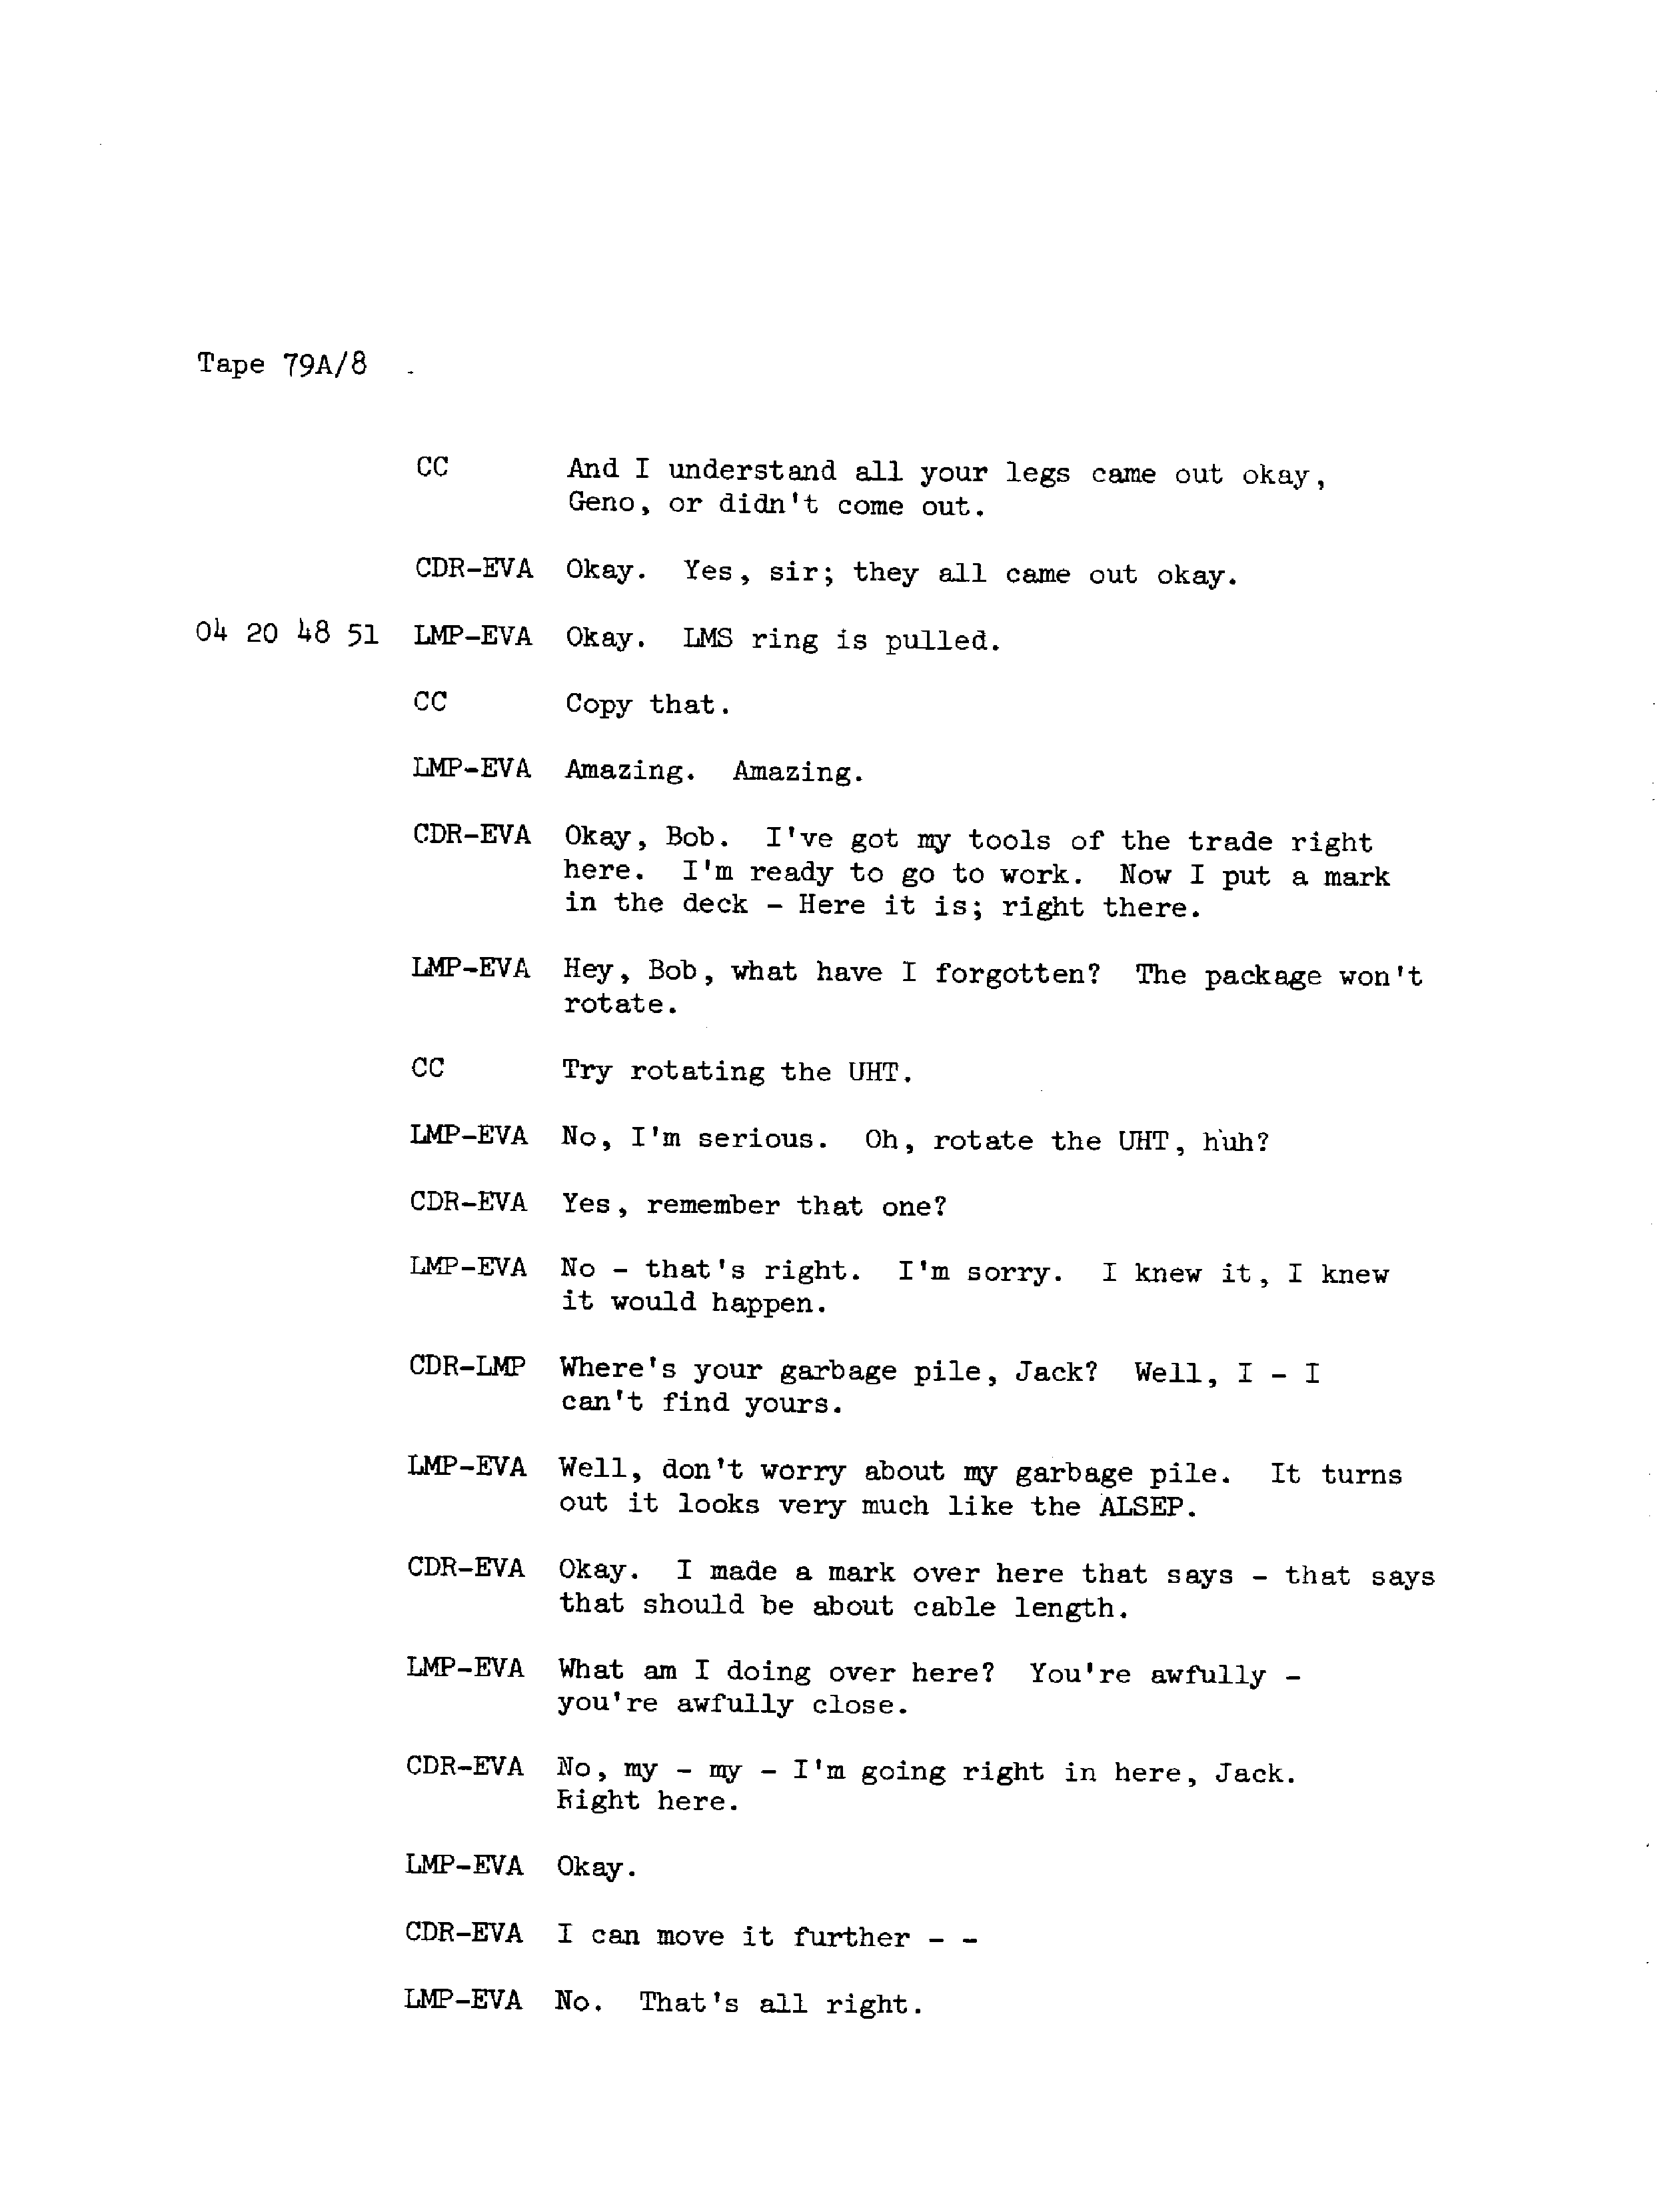 Tape 79A/8
CC And I understand all your legs came out okay,
Geno, or didn't come out.
CDR-EVA Okay. Yes, sir; they all came out okay.
04 20 48 51 LMP-EVA Okay. LMS ring is pulled.
CC Copy that.
LMP-EVA Amazing. Amazing.
CDR-EVA Okay, Bob. I've got my tools of the trade right
here. I'm ready to go to work. Now I put a mark
in the deck - Here it is; right there.
LMP-EVA Hey, Bob, what have I forgotten? The package won't
rotate.
CC Try rotating the UHT.
LMP-EVA No, I'm serious. Oh, rotate the UHT, huh?
CDR-EVA Yes, remember that one?
LMP-EVA No - that's right. I'm sorry. I knew it, I knew
it would happen.
CDR-LMP Where's your garbage pile, Jack? Well, I - I
can't find yours.
LMP-EVA Well, don't worry about my garbage pile. It turns
out it looks very much like the ALSEP.
CDR-EVA Okay. I made a mark over here that says - that says
that should be about cable length.
LMP-EVA What am I doing over here? You're awfully -
you're awfully close.
CDR-EVA No, my - my - I'm going right in here, Jack.
Right here.
LMP-EVA Okay.
CDR-EVA I can move it further - -
LMP-EVA No. That's all right.